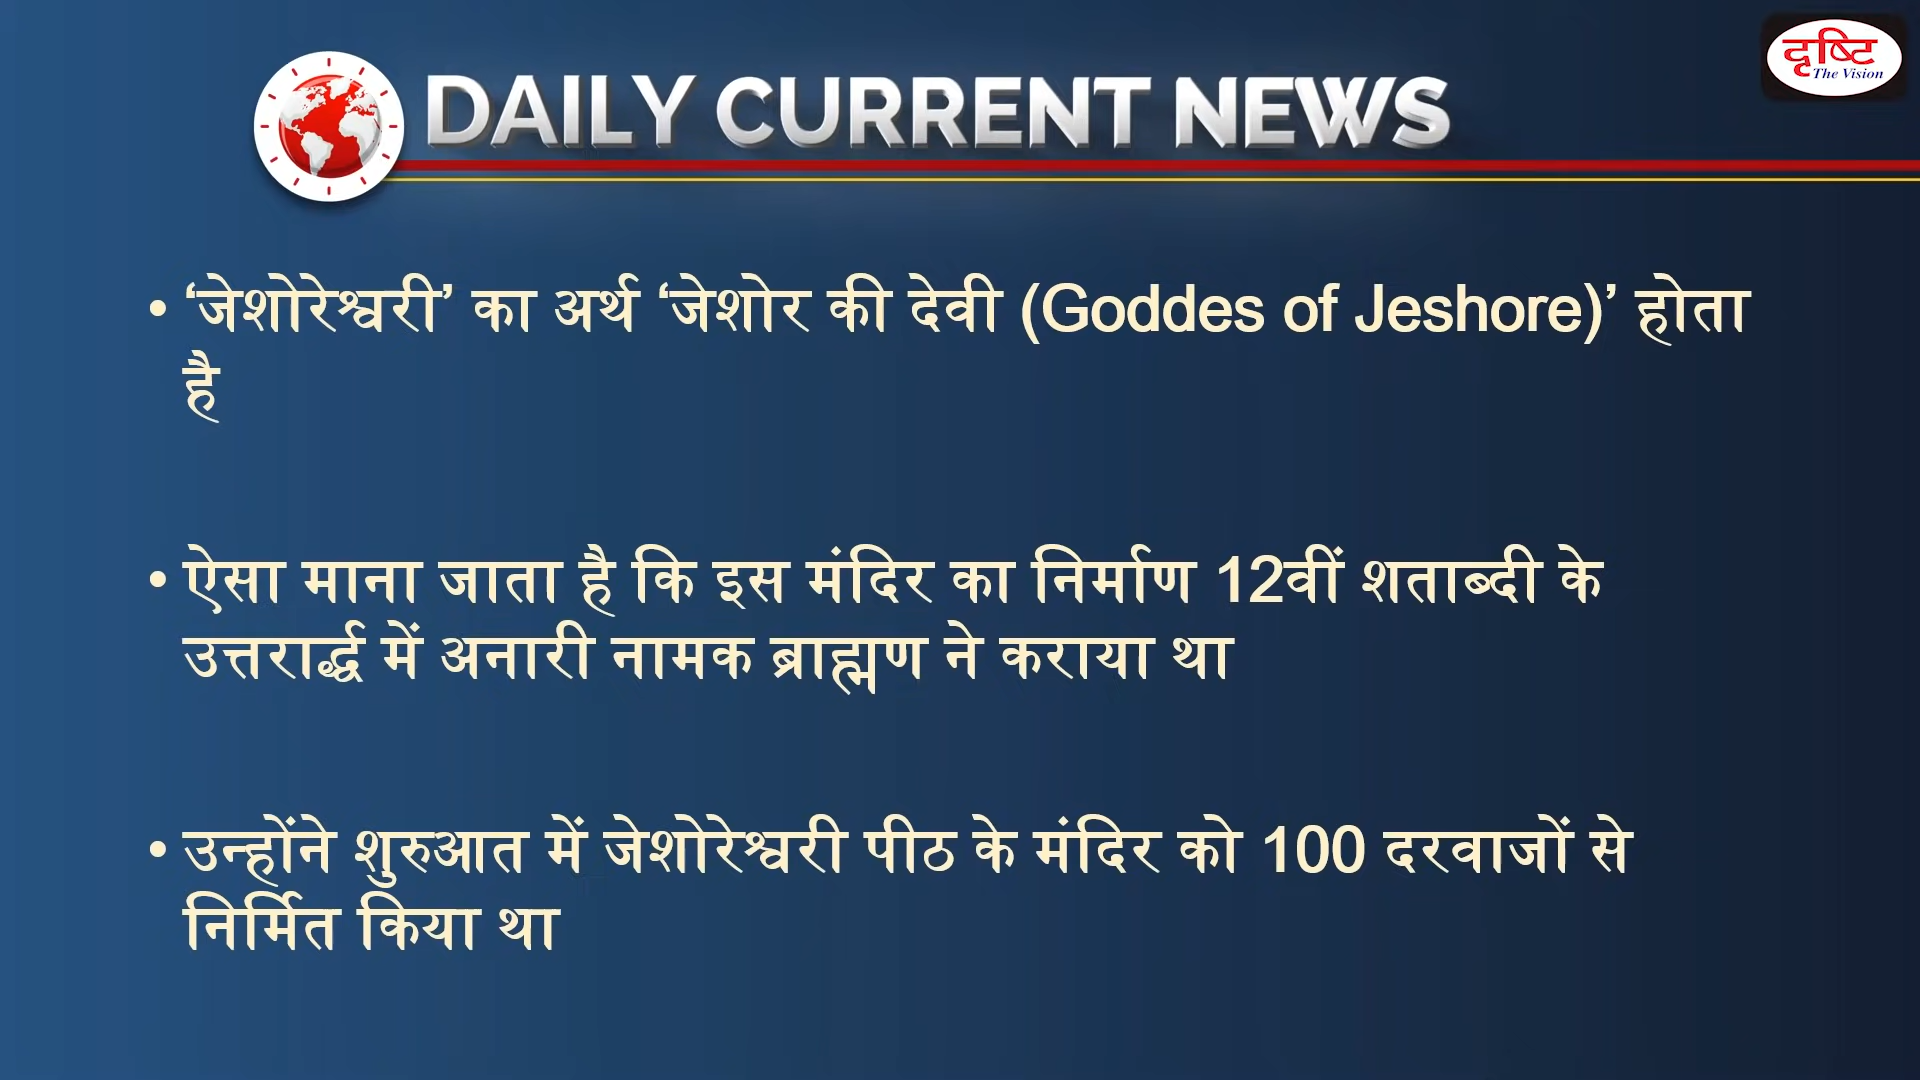 दृष्टि
The Vision
DAILY CURRENT NEWS
• ‘जेशोरेश्वरी’ का अर्थ ‘जेशोर की देवी (Goddes of Jeshore)’ होता
है
• ऐसा माना जाता है कि इस मंदिर का निर्माण 12वीं शताब्दी के
उत्तरार्द्ध में अनारी नामक ब्राह्मण ने कराया था
• उन्होंने शुरुआत में जेशोरेश्वरी पीठ के मंदिर को 100 दरवाजों से
निर्मित किया था